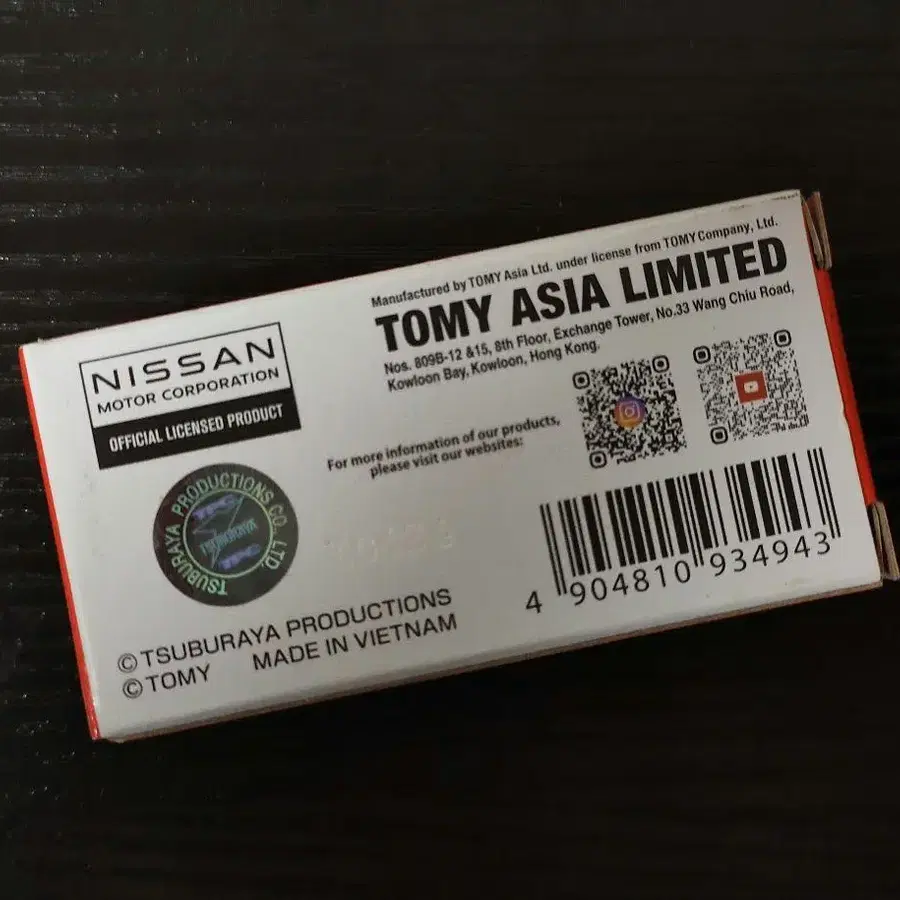 Manufactured by TOMY Asia Ltd. under license from TOMY Company, Ltd.
TOMY ASIA LIMITED
Nos. 809B-12 &15, 8th Floor, Exchange Tower, No.33 Wang Chiu Road,
Kowloon Bay, Kowloon, Hong Kong.
NISSAN
MOTOR CORPORATION
OFFICIAL LICENSED PRODUCT
For more information of our products,
please visit our websites:
TSUBURAYA PRODUCTIONS CO., LTD.
TPC
TSUBURAYA
TPC
4 904810 934943
©TSUBURAYA PRODUCTIONS
©TOMY MADE IN VIETNAM